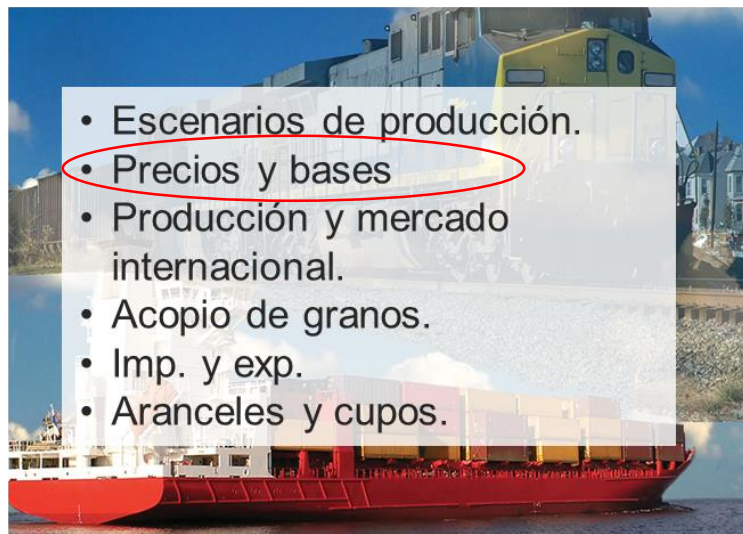 • Escenarios de producción.
• Precios y bases
• Producción y mercado
internacional.
• Acopio de granos.
• Imp. y exp.
• Aranceles y cupos.